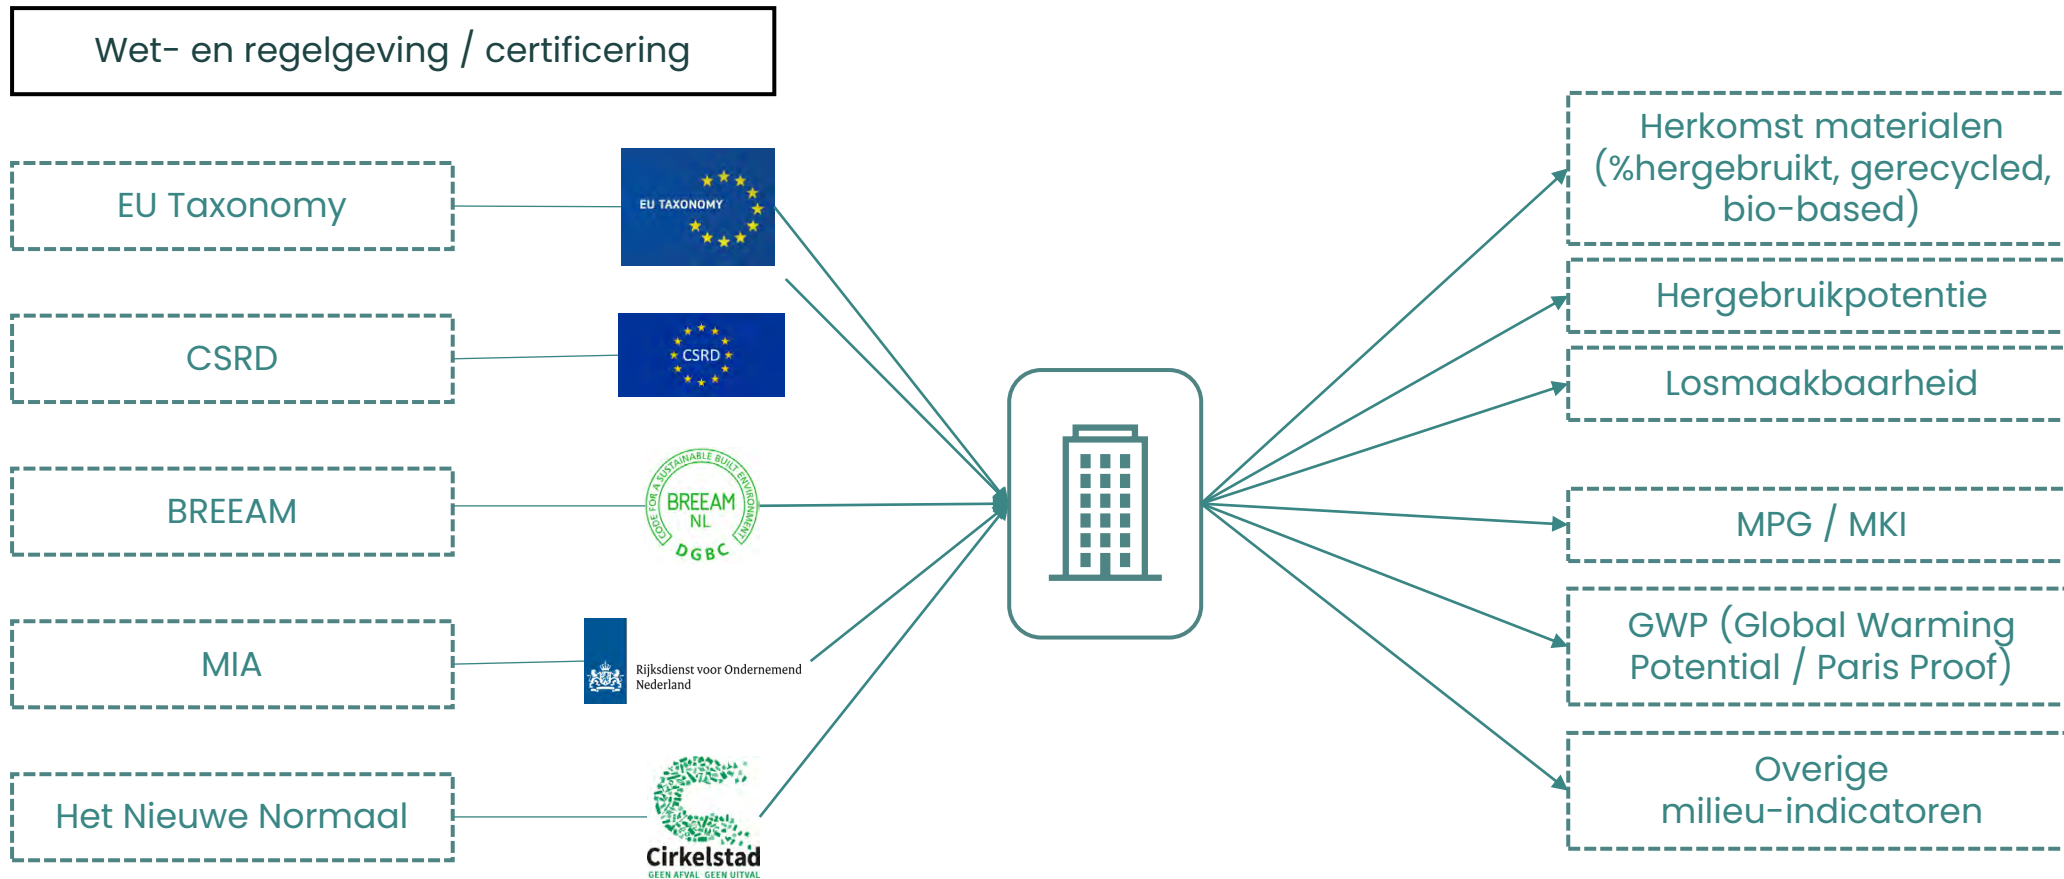 Wet- en regelgeving / certificering
EU Taxonomy
EU TAXONOMY
CSRD
CSRD
BREEAM
CODE FOR A SUSTAINABLE BUILT ENVIRONMENT
BREEAM
NL
DGBC
MIA
Rijksdienst voor Ondernemend
Nederland
Het Nieuwe Normaal
Cirkelstad
GEEN AFVAL GEEN UITVAL
Herkomst materialen
(%hergebruikt, gerecycled,
bio-based)
Hergebruikpotentie
Losmaakbaarheid
MPG / MKI
GWP (Global Warming
Potential / Paris Proof)
Overige
milieu-indicatoren